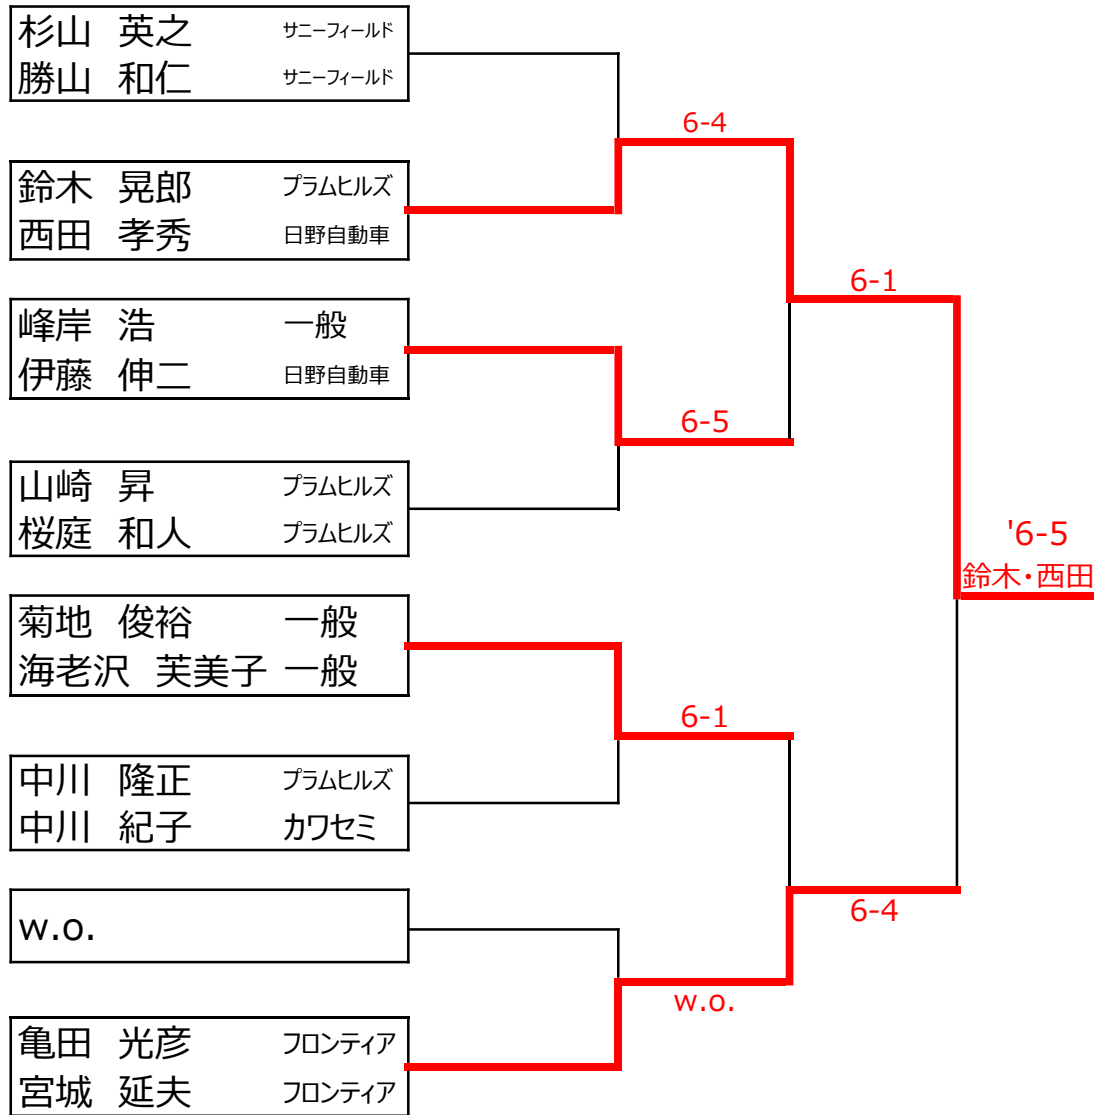 杉山 英之 サニーフィールド
勝山 和仁 サニーフィールド
6-4
鈴木 晃郎 プラムヒルズ
西田 孝秀 日野自動車
6-1
峰岸 浩 一般
伊藤 伸二 日野自動車
6-5
山崎 昇 プラムヒルズ
桜庭 和人 プラムヒルズ
'6-5
鈴木・西田
菊地 俊裕 一般
海老沢 芙美子 一般
6-1
中川 隆正 プラムヒルズ
中川 紀子 カワセミ
6-4
w.o.
w.o.
亀田 光彦 フロンティア
宮城 延夫 フロンティア